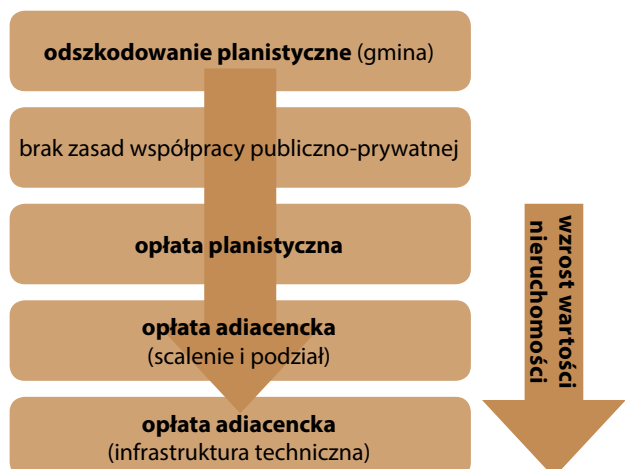 odszkodowanie planistyczne (gmina)
brak zasad współpracy publiczno-prywatnej
opłata planistyczna
opłata adiacencka
(scalenie i podział)
opłata adiacencka
(infrastruktura techniczna)
wzrost wartości
nieruchomości